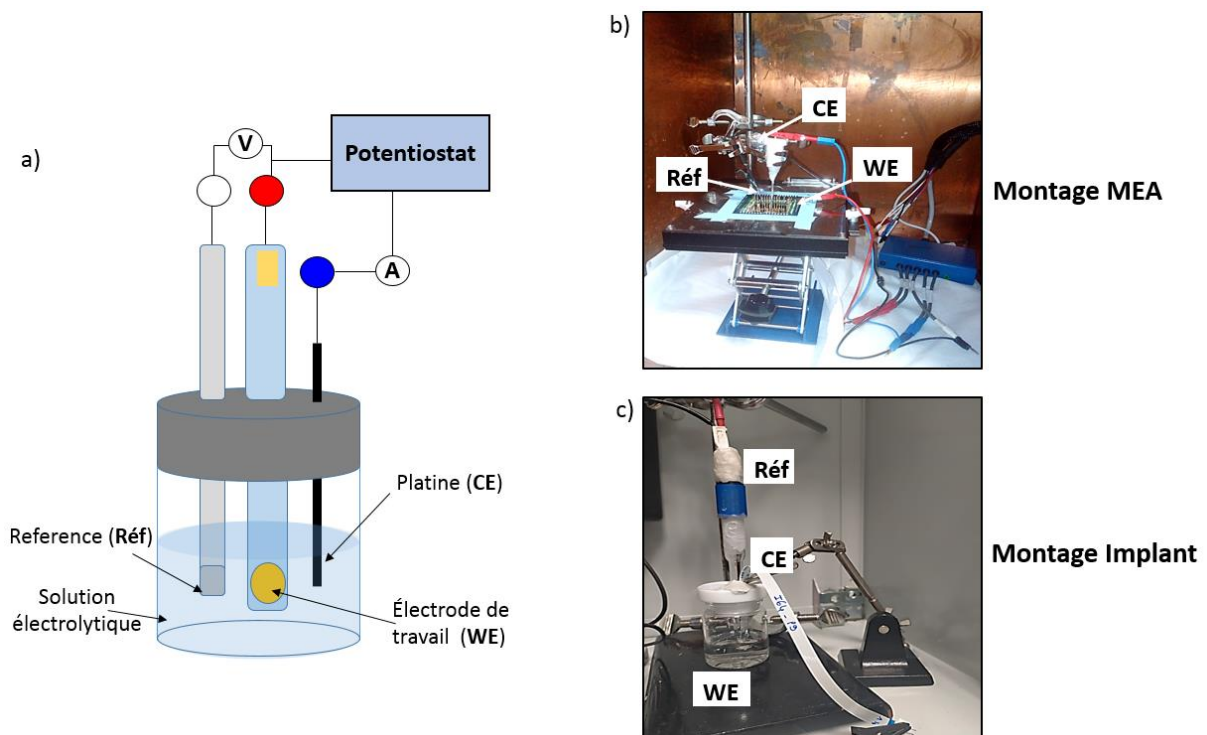 a)
V
Potentiostat
A
Platine (CE)
Reference (Réf)
Solution
électrolytique
Électrode de
travail (WE)
b)
CE
Réf
WE
Montage MEA
c)
Réf
CE
WE
Montage Implant